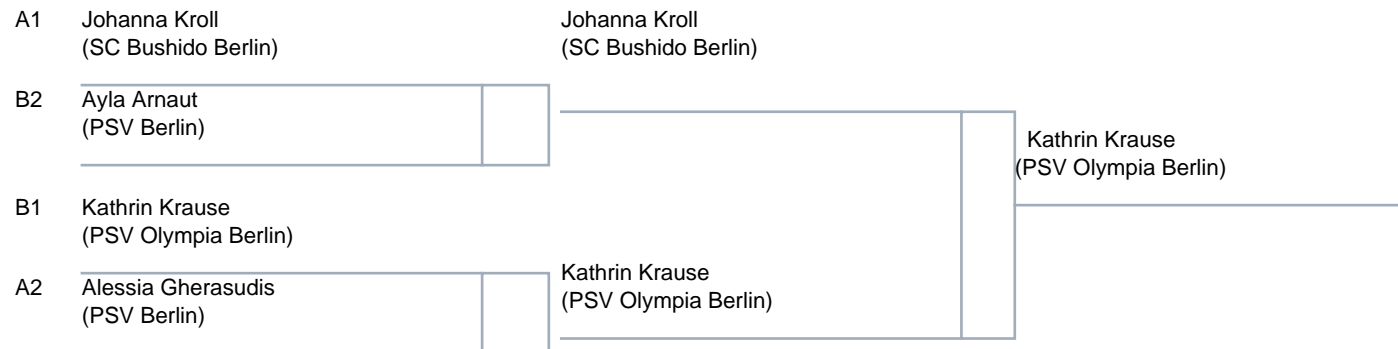 A1 Johanna Kroll
(SC Bushido Berlin)
B2 Ayla Arnaut
(PSV Berlin)
B1 Kathrin Krause
(PSV Olympia Berlin)
A2 Alessia Gherasudis
(PSV Berlin)
Johanna Kroll
(SC Bushido Berlin)
Kathrin Krause
(PSV Olympia Berlin)
Kathrin Krause
(PSV Olympia Berlin)